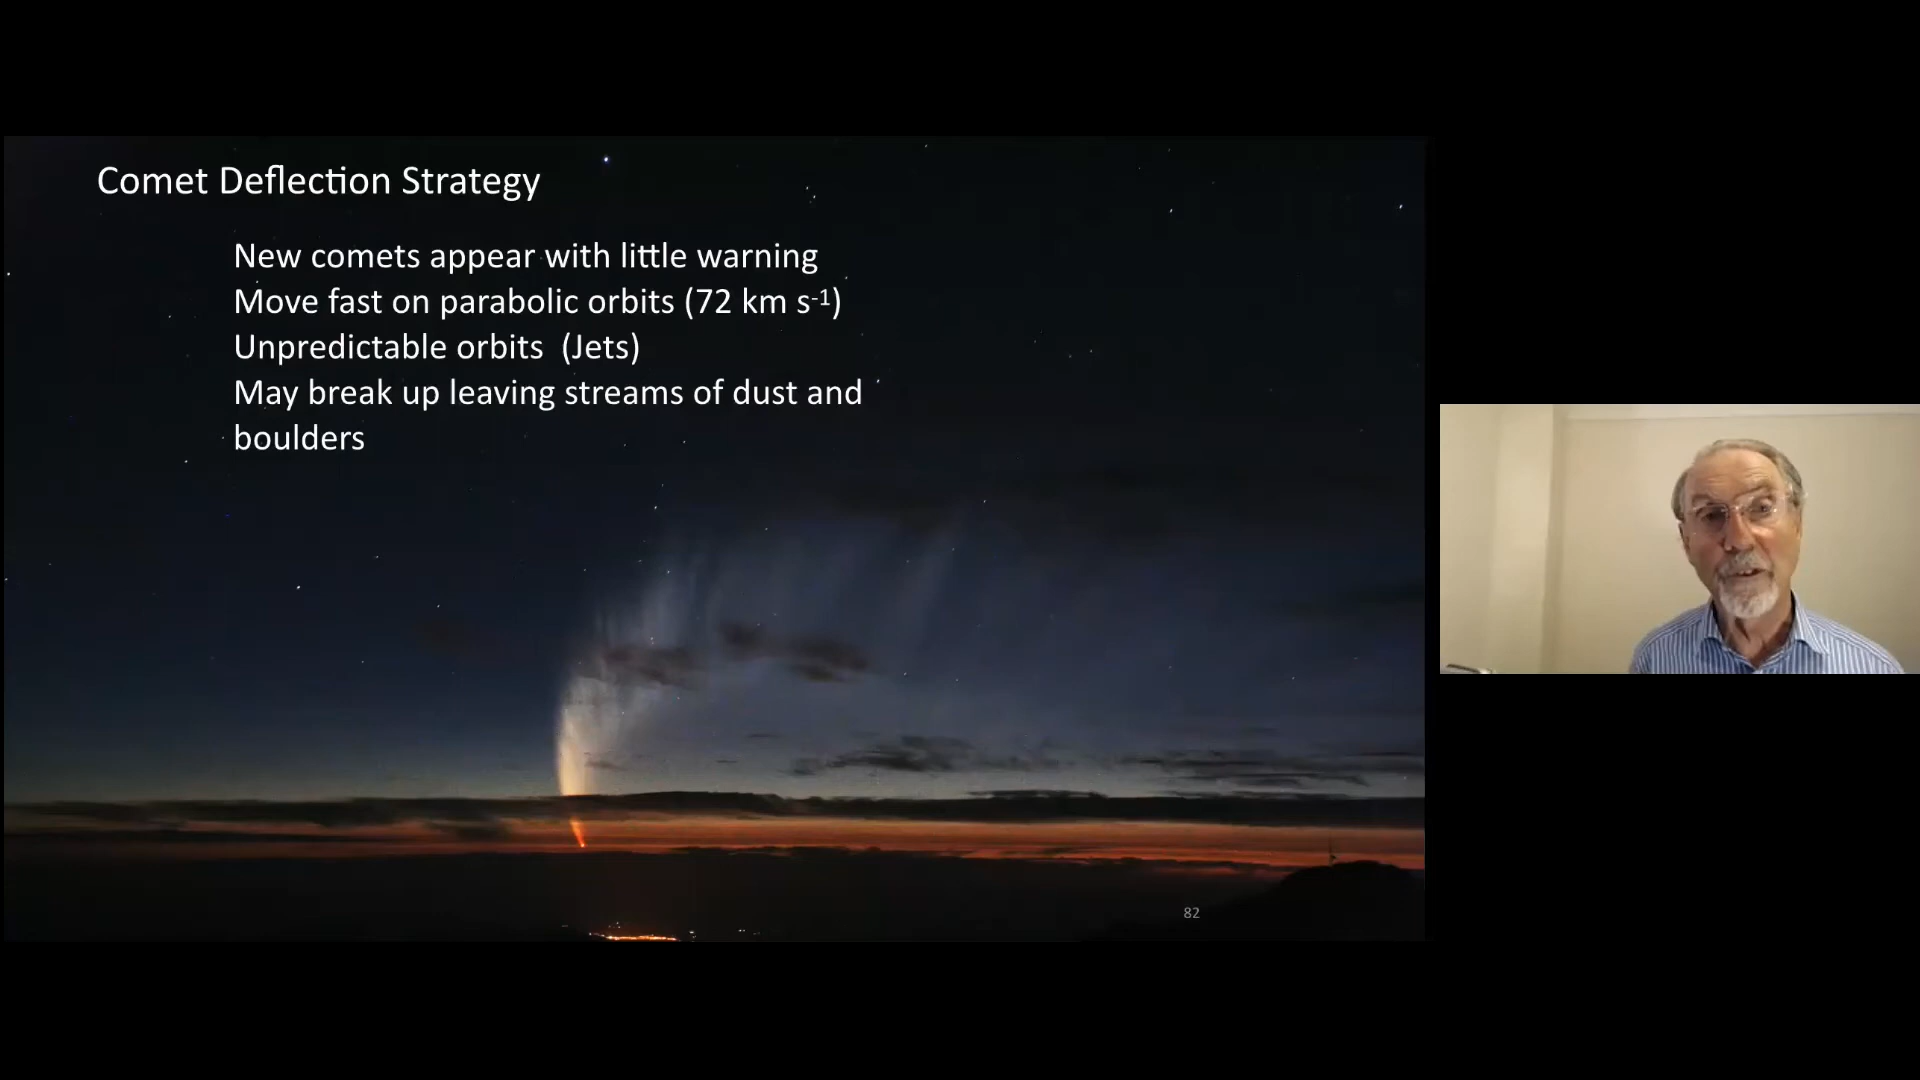 Comet Deflection Strategy
New comets appear with little warning
Move fast on parabolic orbits (72 km s-1)
Unpredictable orbits  (Jets)
May break up leaving streams of dust and
boulders
82